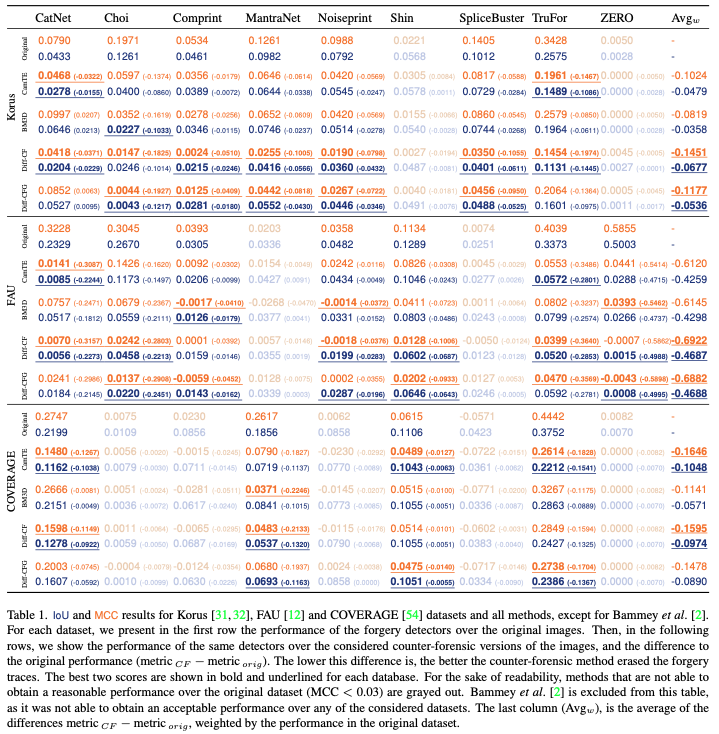 CatNet Choi Comprint MantraNet Noiseprint Shin SpliceBuster TruFor ZERO Avgw
Korus
Original
0.0790 0.1971 0.0534 0.1261 0.0988 0.0221 0.1405 0.3428 0.0050 -
0.0433 0.1261 0.0461 0.0982 0.0792 0.0568 0.1012 0.2575 0.0028 -
CamTE
0.0468 (-0.0322) 0.0597 (-0.1374) 0.0356 (-0.0179) 0.0646 (-0.0614) 0.0420 (-0.0569) 0.0305 (0.0084) 0.0817 (-0.0588) 0.1961 (-0.1467) 0.0000 (-0.0050) -0.1024
0.0278 (-0.0155) 0.0400 (-0.0860) 0.0389 (-0.0072) 0.0644 (-0.0338) 0.0545 (-0.0247) 0.0578 (0.0011) 0.0729 (-0.0284) 0.1489 (-0.1086) 0.0000 (-0.0028) -0.0479
BM3D
0.0997 (0.0207) 0.0352 (-0.1619) 0.0278 (-0.0256) 0.0652 (-0.0609) 0.0420 (-0.0569) 0.0155 (-0.0066) 0.0860 (-0.0545) 0.2579 (-0.0850) 0.0000 (-0.0050) -0.0819
0.0646 (0.0213) 0.0227 (-0.1033) 0.0346 (-0.0115) 0.0746 (-0.0237) 0.0514 (-0.0278) 0.0540 (-0.0028) 0.0744 (-0.0268) 0.1964 (-0.0611) 0.0000 (-0.0028) -0.0358
Diff-CF
0.0418 (-0.0371) 0.0147 (-0.1825) 0.0024 (-0.0510) 0.0255 (-0.1005) 0.0190 (-0.0798) 0.0027 (-0.0194) 0.0350 (-0.1055) 0.1454 (-0.1974) 0.0045 (-0.0005) -0.1451
0.0204 (-0.0229) 0.0246 (-0.1014) 0.0215 (-0.0246) 0.0416 (-0.0566) 0.0360 (-0.0432) 0.0487 (-0.0081) 0.0401 (-0.0611) 0.1131 (-0.1445) 0.0027 (-0.0001) -0.0677
Diff-CFG
0.0852 (0.0063) 0.0044 (-0.1927) 0.0125 (-0.0409) 0.0442 (-0.0818) 0.0267 (-0.0722) 0.0040 (-0.0181) 0.0456 (-0.0950) 0.2064 (-0.1364) 0.0045 (-0.0005) -0.1177
0.0527 (0.0095) 0.0043 (-0.1217) 0.0281 (-0.0180) 0.0552 (-0.0430) 0.0446 (-0.0346) 0.0491 (-0.0076) 0.0488 (-0.0525) 0.1601 (-0.0975) 0.0011 (-0.0017) -0.0536
FAU
Original
0.3228 0.3045 0.0393 0.0203 0.0358 0.1134 0.0074 0.4039 0.5855 -
0.2329 0.2670 0.0305 0.0336 0.0482 0.1289 0.0251 0.3373 0.5003 -
CamTE
0.0141 (-0.3087) 0.1426 (-0.1620) 0.0092 (-0.0302) 0.0154 (-0.0049) 0.0242 (-0.0116) 0.0826 (-0.0308) 0.0045 (-0.0029) 0.0553 (-0.3486) 0.0441 (-0.5414) -0.6120
0.0085 (-0.2244) 0.1173 (-0.1497) 0.0206 (-0.0099) 0.0427 (0.0091) 0.0434 (-0.0049) 0.1046 (-0.0243) 0.0277 (0.0026) 0.0572 (-0.2801) 0.0288 (-0.4715) -0.4259
BM3D
0.0757 (-0.2471) 0.0679 (-0.2367) -0.0017 (-0.0410) -0.0268 (-0.0470) -0.0014 (-0.0372) 0.0411 (-0.0723) 0.0011 (-0.0064) 0.0802 (-0.3237) 0.0393 (-0.5462) -0.6145
0.0517 (-0.1812) 0.0559 (-0.2111) 0.0126 (-0.0179) 0.0377 (0.0041) 0.0331 (-0.0152) 0.0803 (-0.0486) 0.0243 (-0.0008) 0.0799 (-0.2574) 0.0266 (-0.4737) -0.4298
Diff-CF
0.0070 (-0.3157) 0.0242 (-0.2803) 0.0001 (-0.0392) 0.0057 (-0.0146) -0.0018 (-0.0376) 0.0128 (-0.1006) -0.0050 (-0.0124) 0.0399 (-0.3640) -0.0007 (-0.5862) -0.6922
0.0056 (-0.2273) 0.0458 (-0.2213) 0.0159 (-0.0146) 0.0355 (0.0019) 0.0199 (-0.0283) 0.0602 (-0.0687) 0.0123 (-0.0128) 0.0520 (-0.2853) 0.0015 (-0.4988) -0.4687
Diff-CFG
0.0241 (-0.2986) 0.0137 (-0.2908) -0.0059 (-0.0452) 0.0128 (-0.0075) 0.0002 (-0.0355) 0.0202 (-0.0933) 0.0127 (0.0053) 0.0470 (-0.3569) -0.0043 (-0.5898) -0.6882
0.0184 (-0.2145) 0.0220 (-0.2451) 0.0143 (-0.0162) 0.0339 (0.0003) 0.0287 (-0.0196) 0.0646 (-0.0643) 0.0246 (-0.0005) 0.0592 (-0.2781) 0.0008 (-0.4995) -0.4688
COVERAGE
Original
0.2747 0.0075 0.0230 0.2617 0.0062 0.0615 -0.0571 0.4442 0.0082 -
0.2199 0.0109 0.0856 0.1856 0.0858 0.1106 0.0423 0.3752 0.0070 -
CamTE
0.1480 (-0.1267) 0.0056 (-0.0020) -0.0015 (-0.0245) 0.0790 (-0.1827) -0.0230 (-0.0292) 0.0489 (-0.0127) -0.0722 (-0.0151) 0.2614 (-0.1828) 0.0000 (-0.0082) -0.1646
0.1162 (-0.1038) 0.0079 (-0.0030) 0.0711 (-0.0145) 0.0719 (-0.1137) 0.0770 (-0.0089) 0.1043 (-0.0063) 0.0361 (-0.0062) 0.2212 (-0.1541) 0.0000 (-0.0070) -0.1048
BM3D
0.2666 (-0.0081) 0.0051 (-0.0024) -0.0281 (-0.0511) 0.0371 (-0.2246) -0.0145 (-0.0207) 0.0515 (-0.0100) -0.0771 (-0.0200) 0.3267 (-0.1175) 0.0000 (-0.0082) -0.1141
0.2151 (-0.0049) 0.0036 (-0.0072) 0.0617 (-0.0240) 0.0841 (-0.1015) 0.0773 (-0.0085) 0.1055 (-0.0051) 0.0336 (-0.0088) 0.2863 (-0.0889) 0.0000 (-0.0070) -0.0571
Diff-CF
0.1598 (-0.1149) 0.0011 (-0.0064) -0.0065 (-0.0295) 0.0483 (-0.2133) -0.0115 (-0.0176) 0.0514 (-0.0101) -0.0602 (-0.0031) 0.2849 (-0.1594) 0.0000 (-0.0082) -0.1595
0.1278 (-0.0922) 0.0059 (-0.0050) 0.0687 (-0.0169) 0.0537 (-0.1320) 0.0790 (-0.0068) 0.1055 (-0.0051) 0.0383 (-0.0040) 0.2427 (-0.1325) 0.0000 (-0.0070) -0.0974
Diff-CFG
0.2003 (-0.0745) -0.0004 (-0.0079) -0.0124 (-0.0354) 0.0680 (-0.1937) 0.0024 (-0.0038) 0.0475 (-0.0140) -0.0717 (-0.0146) 0.2738 (-0.1704) 0.0000 (-0.0082) -0.1478
0.1607 (-0.0592) 0.0010 (-0.0099) 0.0630 (-0.0226) 0.0693 (-0.1163) 0.0858 (0.0000) 0.1051 (-0.0055) 0.0334 (-0.0090) 0.2386 (-0.1367) 0.0000 (-0.0070) -0.0890
Table 1. IoU and MCC results for Korus [31,32], FAU [12] and COVERAGE [54] datasets and all methods, except for Bammey et al. [2].
For each dataset, we present in the first row the performance of the forgery detectors over the original images. Then, in the following
rows, we show the performance of the same detectors over the considered counter-forensic versions of the images, and the difference to
the original performance (metric CF − metric orig). The lower this difference is, the better the counter-forensic method erased the forgery
traces. The best two scores are shown in bold and underlined for each database. For the sake of readability, methods that are not able to
obtain a reasonable performance over the original dataset (MCC < 0.03) are grayed out. Bammey et al. [2] is excluded from this table,
as it was not able to obtain an acceptable performance over any of the considered datasets. The last column (Avgw), is the average of the
differences metric CF − metric orig, weighted by the performance in the original dataset.